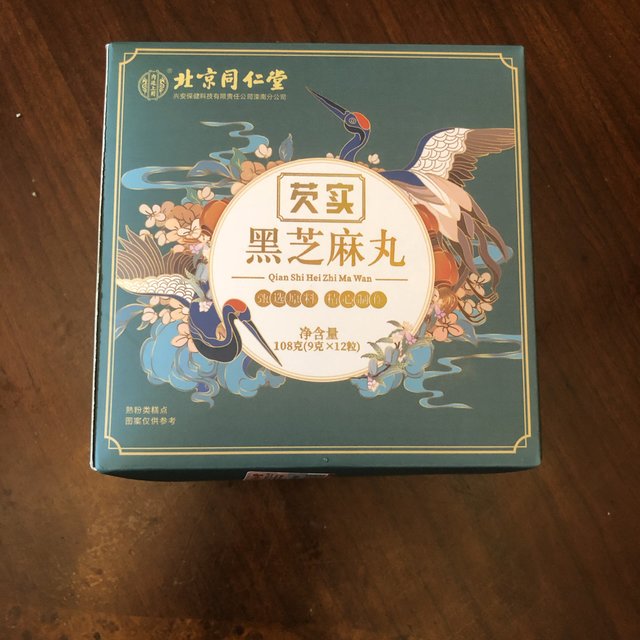 北京同仁堂
兴安保健科技有限责任公司滦南分公司
芡实
黑芝麻丸
Qian Shi Hei Zhi Ma Wan
净含量
108克(9克×12粒)
熟粉类糕点
图案仅供参考